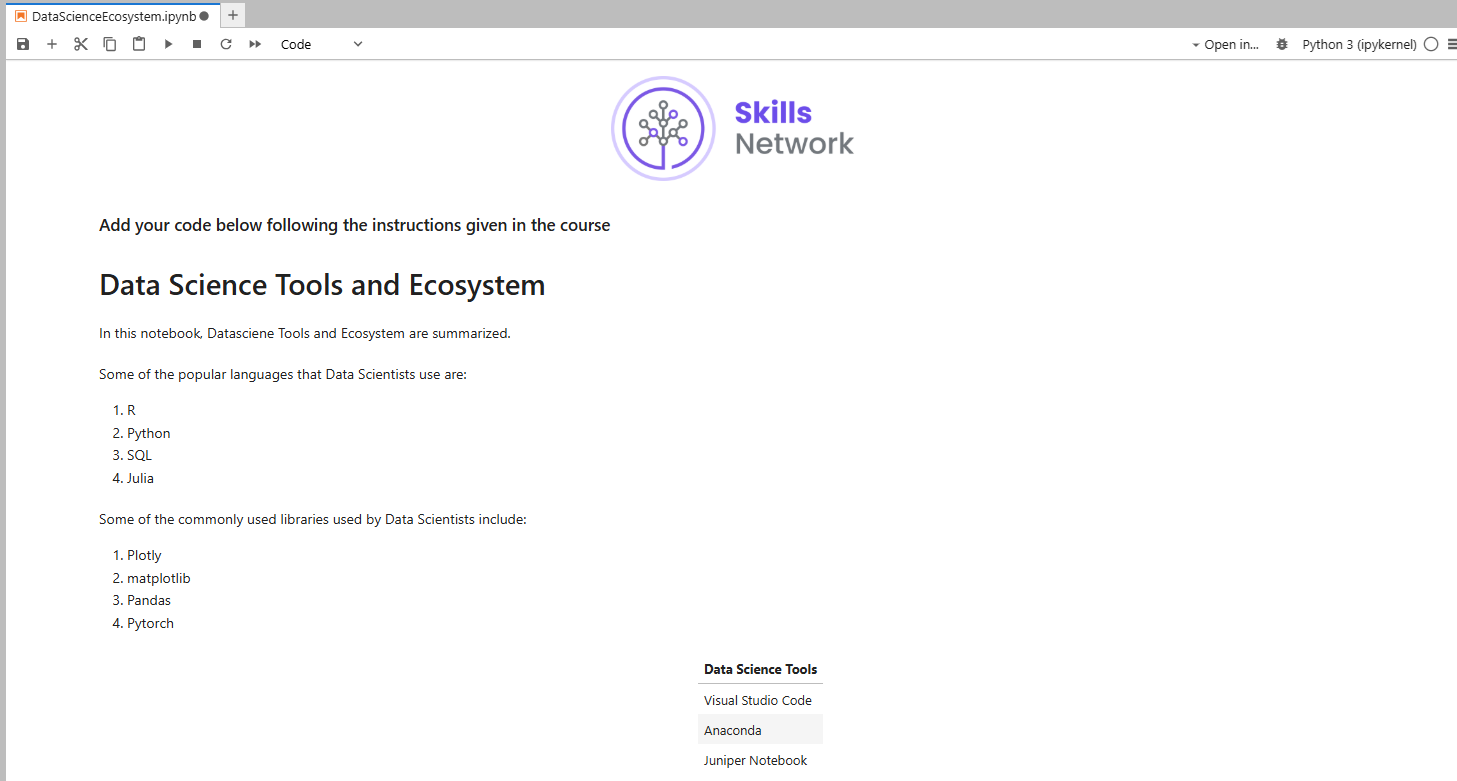 DataScienceEcosystem.ipynb
Code
Open in...
Python 3 (ipykernel)
Skills
Network
Add your code below following the instructions given in the course
Data Science Tools and Ecosystem
In this notebook, Datasciene Tools and Ecosystem are summarized.
Some of the popular languages that Data Scientists use are:
1. R
2. Python
3. SQL
4. Julia
Some of the commonly used libraries used by Data Scientists include:
1. Plotly
2. matplotlib
3. Pandas
4. Pytorch
Data Science Tools
Visual Studio Code
Anaconda
Juniper Notebook